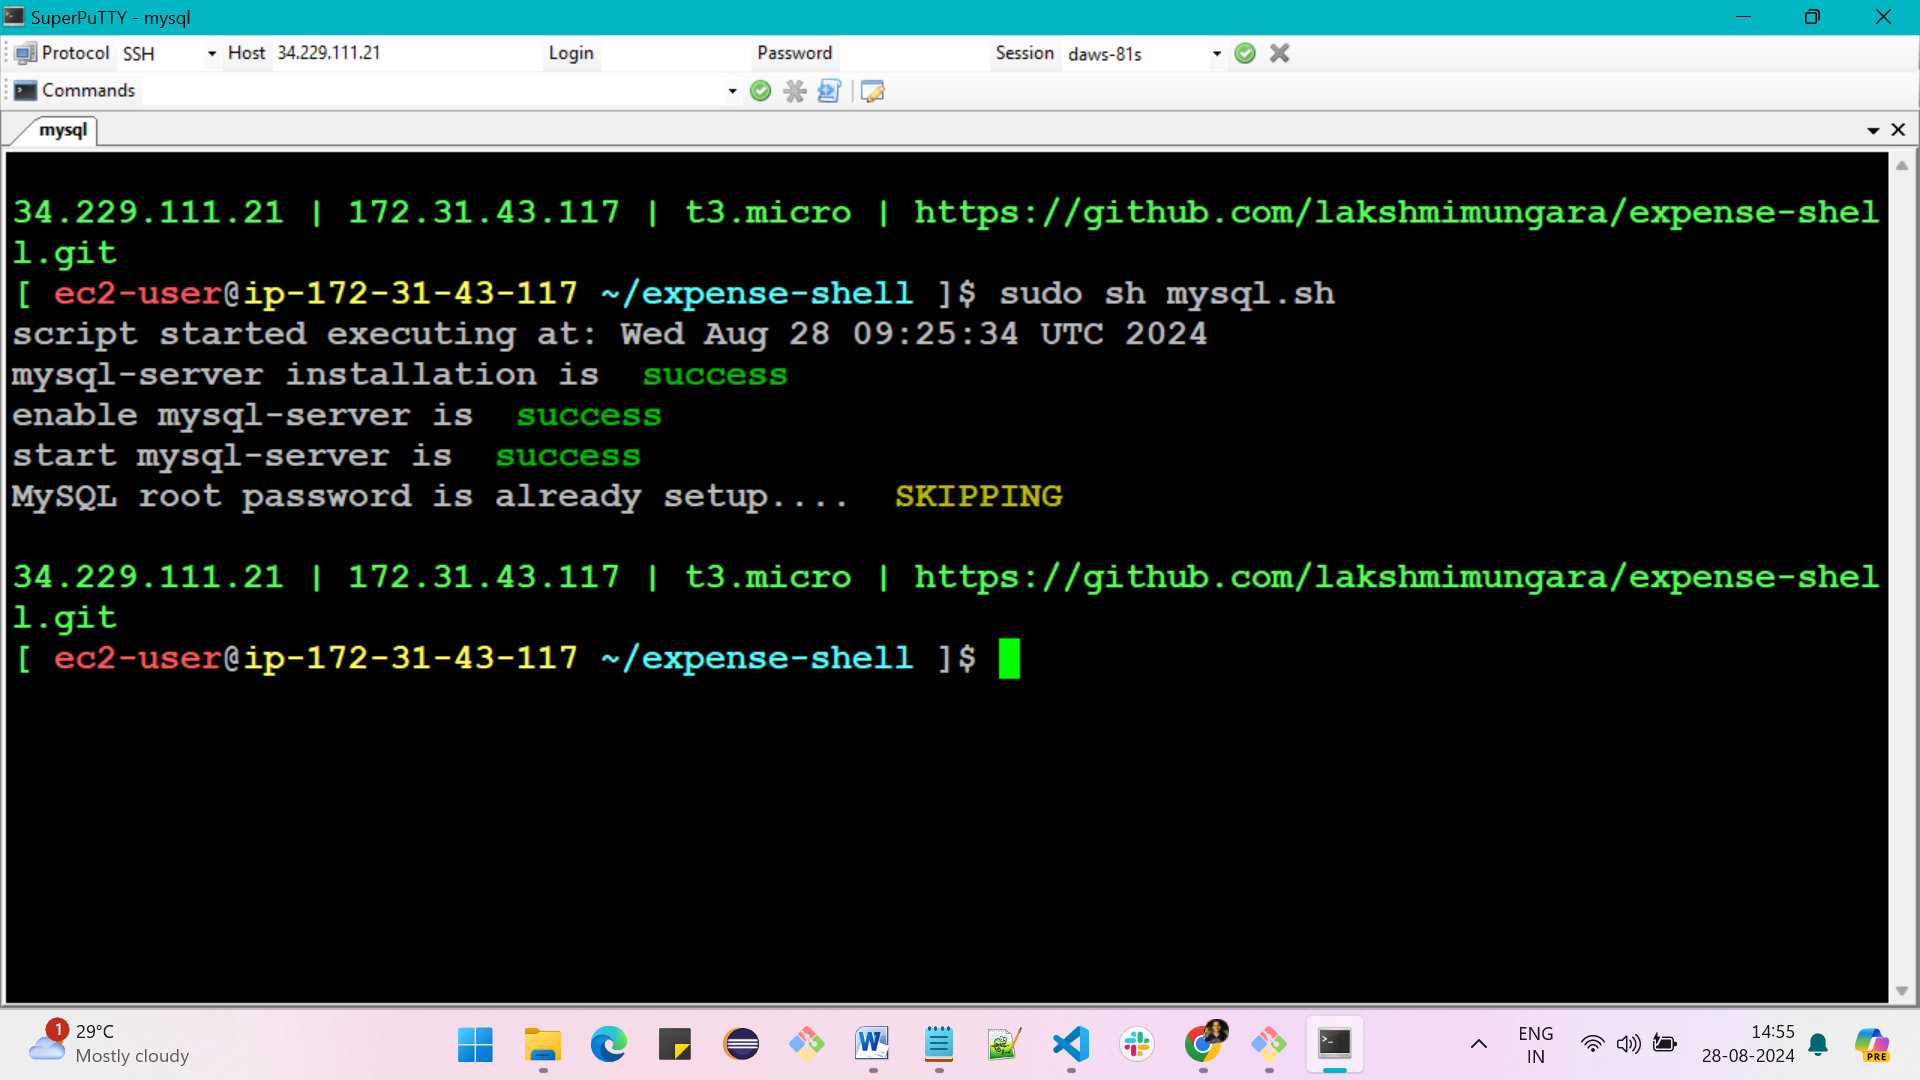 SuperPuTTY - mysql
Protocol SSH Host 34.229.111.21 Login Password Session daws-81s
Commands
mysql
34.229.111.21 | 172.31.43.117 | t3.micro | https://github.com/lakshmimungara/expense-shel
l.git
[ ec2-user@ip-172-31-43-117 ~/expense-shell ]$ sudo sh mysql.sh
script started executing at: Wed Aug 28 09:25:34 UTC 2024
mysql-server installation is success
enable mysql-server is success
start mysql-server is success
MySQL root password is already setup.... SKIPPING
34.229.111.21 | 172.31.43.117 | t3.micro | https://github.com/lakshmimungara/expense-shel
l.git
[ ec2-user@ip-172-31-43-117 ~/expense-shell ]$
1
29°C
Mostly cloudy
W
ENG
IN
14:55
28-08-2024
PRE